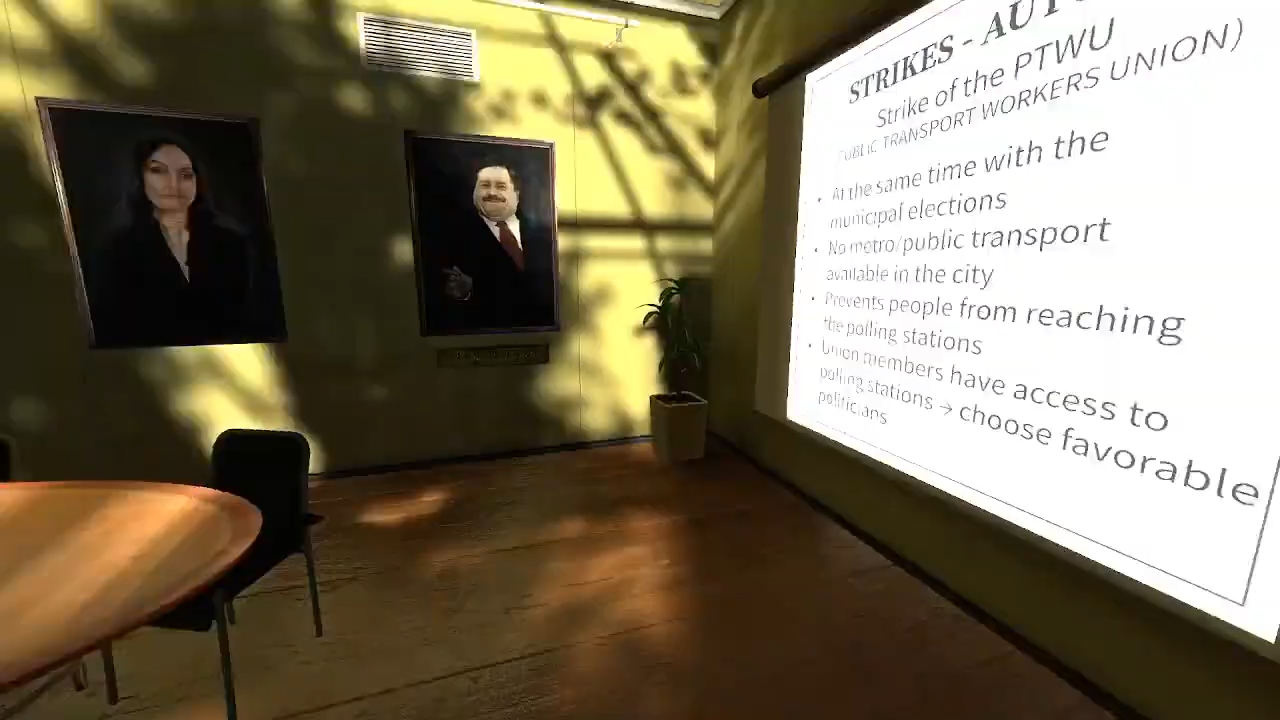 STRIKES - AUT
Strike of the PTWU
PUBLIC TRANSPORT WORKERS UNION)
• At the same time with the
municipal elections
• No metro/public transport
available in the city
• Prevents people from reaching
the polling stations
• Union members have access to
polling stations → choose favorable
politicians